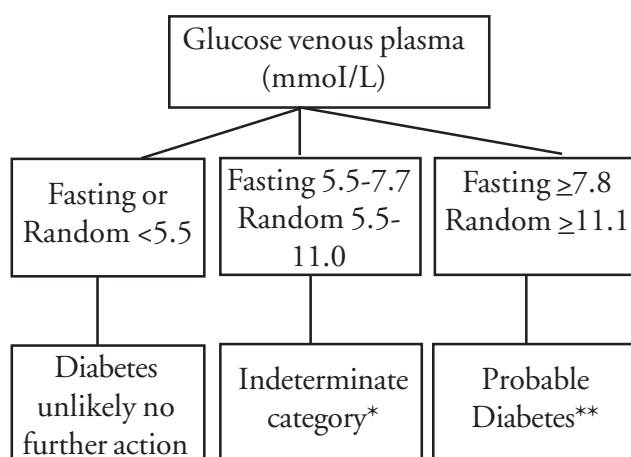 Glucose venous plasma
(mmoI/L)
Fasting or
Random <5.5
Fasting 5.5-7.7
Random 5.5-
11.0
Fasting ≥7.8
Random ≥11.1
Diabetes
unlikely no
further action
Indeterminate
category*
Probable
Diabetes**